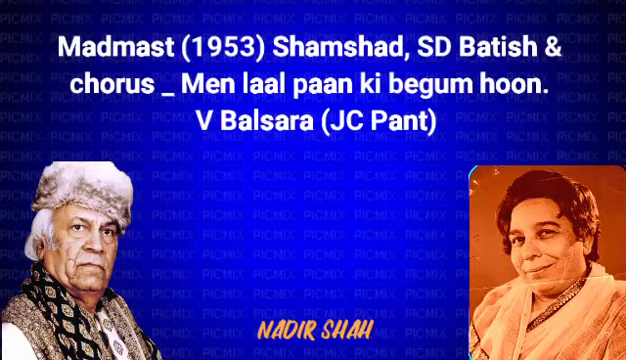 Madmast (1953) Shamshad, SD Batish &
chorus _ Men laal paan ki begum hoon.
V Balsara (JC Pant)
NADIR SHAH